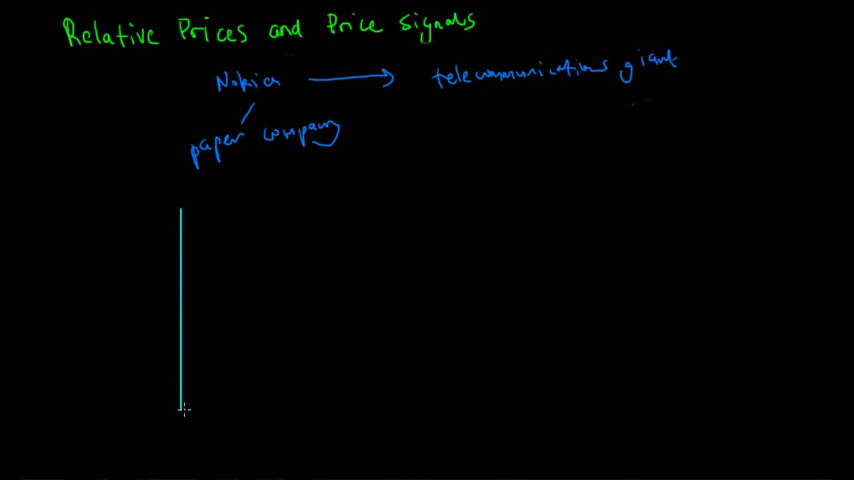 Relative Prices and Price Signals
Nokia → telecommunications giant
paper company